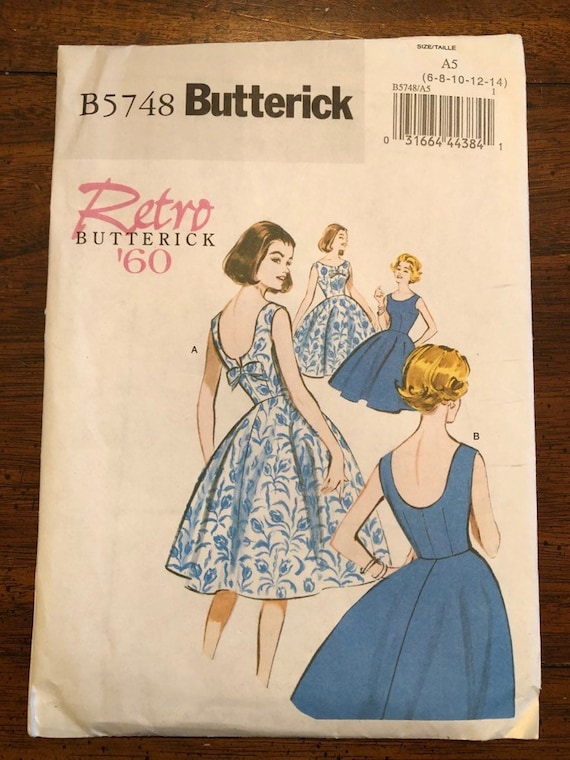 SIZE/TAILLE
A5
(6-8-10-12-14)
B5748/A5 1
B5748 Butterick
0 31664 44384 1
Retro
BUTTERICK
'60
A
B